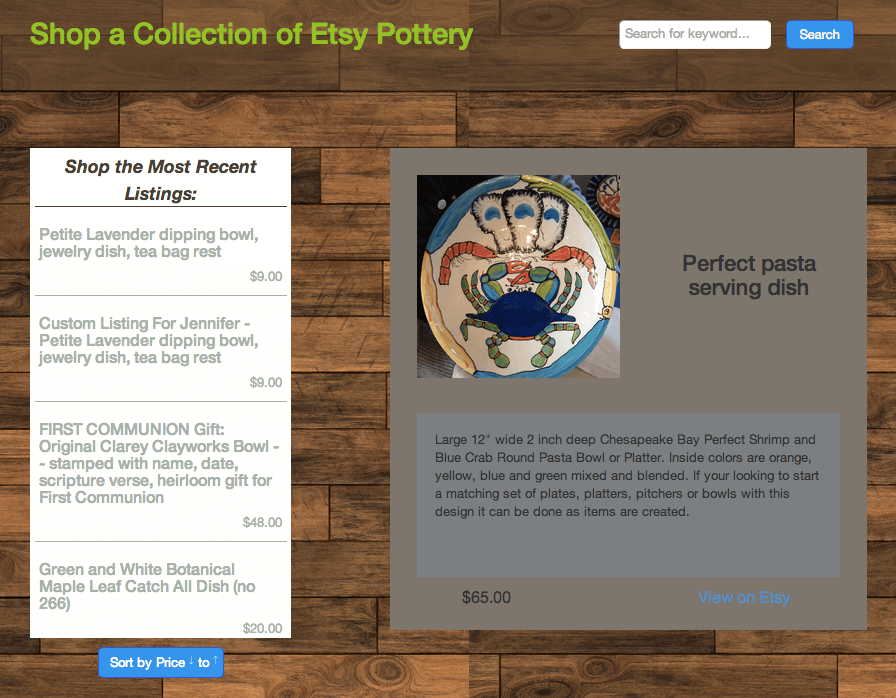 Shop a Collection of Etsy Pottery
Search for keyword...
Search
Shop the Most Recent
Listings:
Petite Lavender dipping bowl,
jewelry dish, tea bag rest
$9.00
Custom Listing For Jennifer -
Petite Lavender dipping bowl,
jewelry dish, tea bag rest
$9.00
FIRST COMMUNION Gift:
Original Clarey Clayworks Bowl -
- stamped with name, date,
scripture verse, heirloom gift for
First Communion
$48.00
Green and White Botanical
Maple Leaf Catch All Dish (no
266)
$20.00
Sort by Price ↓ to ↑
Perfect pasta
serving dish
Large 12" wide 2 inch deep Chesapeake Bay Perfect Shrimp and
Blue Crab Round Pasta Bowl or Platter. Inside colors are orange,
yellow, blue and green mixed and blended. If your looking to start
a matching set of plates, platters, pitchers or bowls with this
design it can be done as items are created.
$65.00
View on Etsy